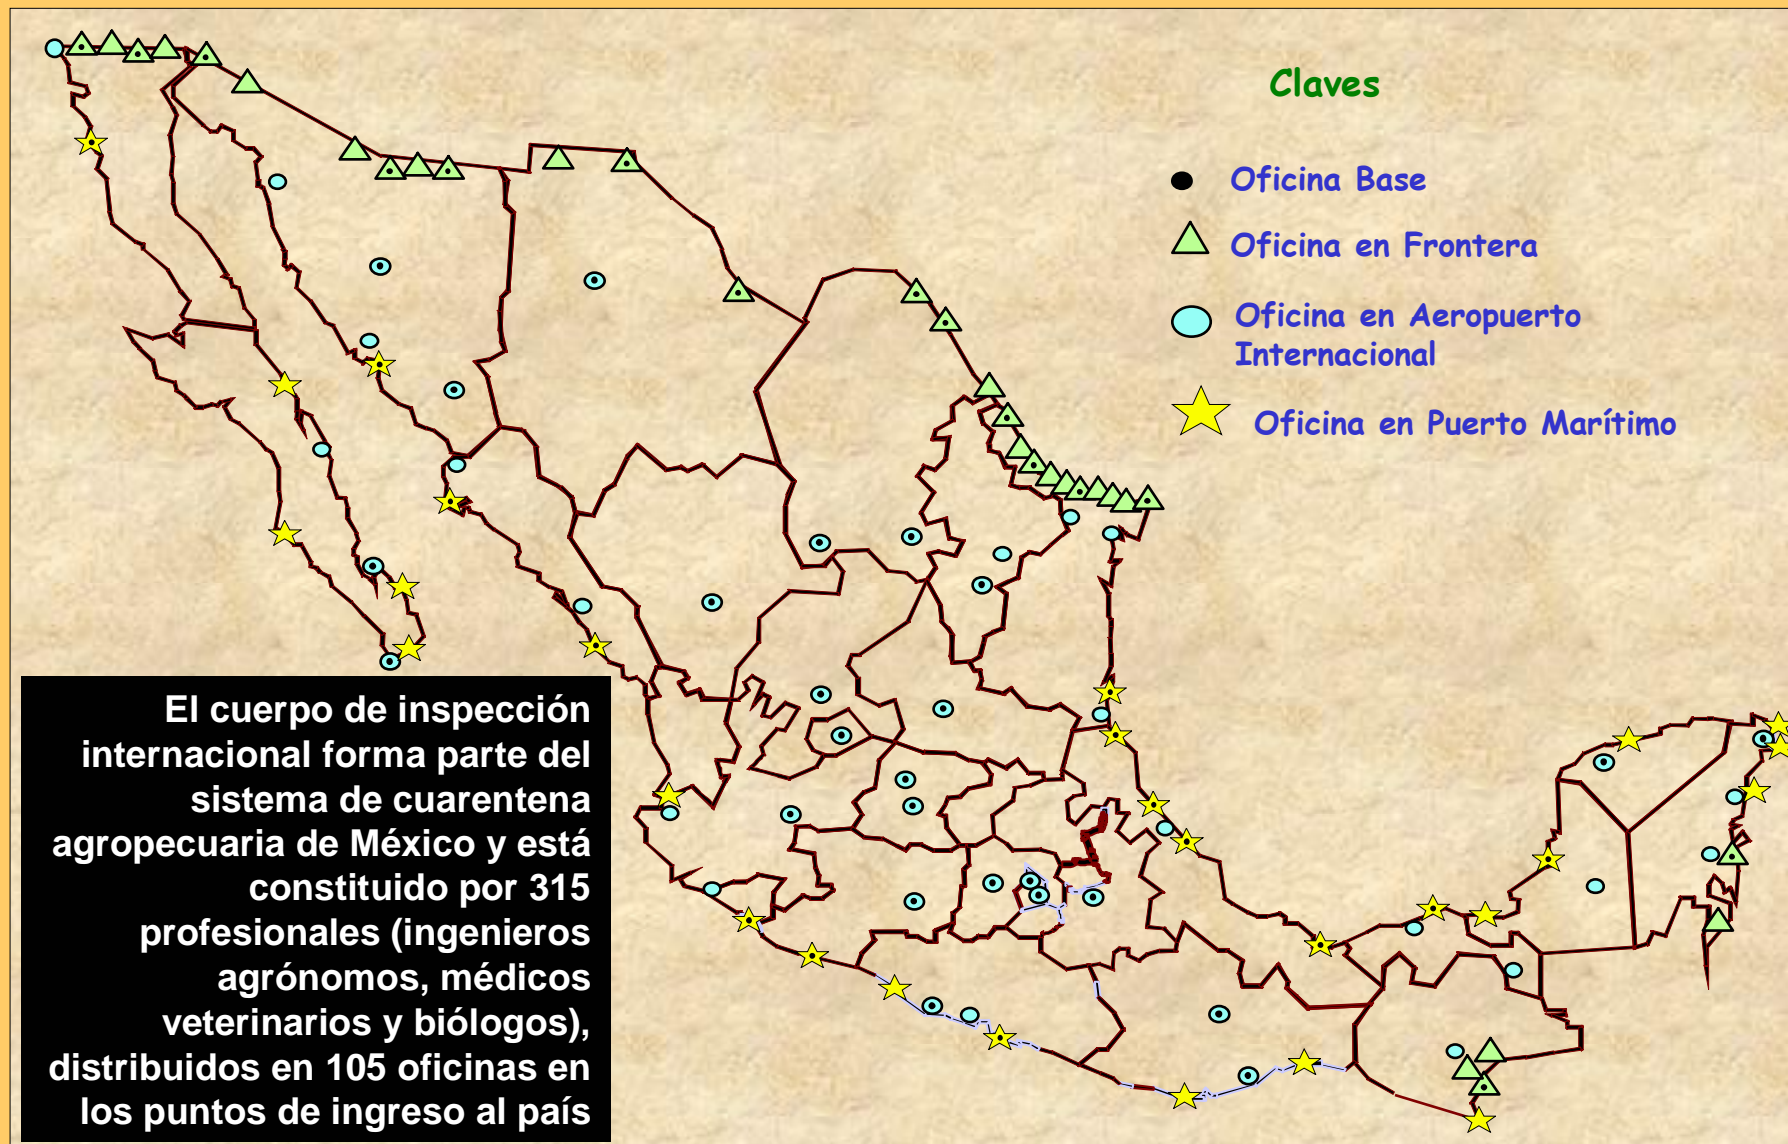 Claves
Oficina Base
Oficina en Frontera
Oficina en Aeropuerto
Internacional
Oficina en Puerto Marítimo
El cuerpo de inspección
internacional forma parte del
sistema de cuarentena
agropecuaria de México y está
constituido por 315
profesionales (ingenieros
agrónomos, médicos
veterinarios y biólogos),
distribuidos en 105 oficinas en
los puntos de ingreso al país